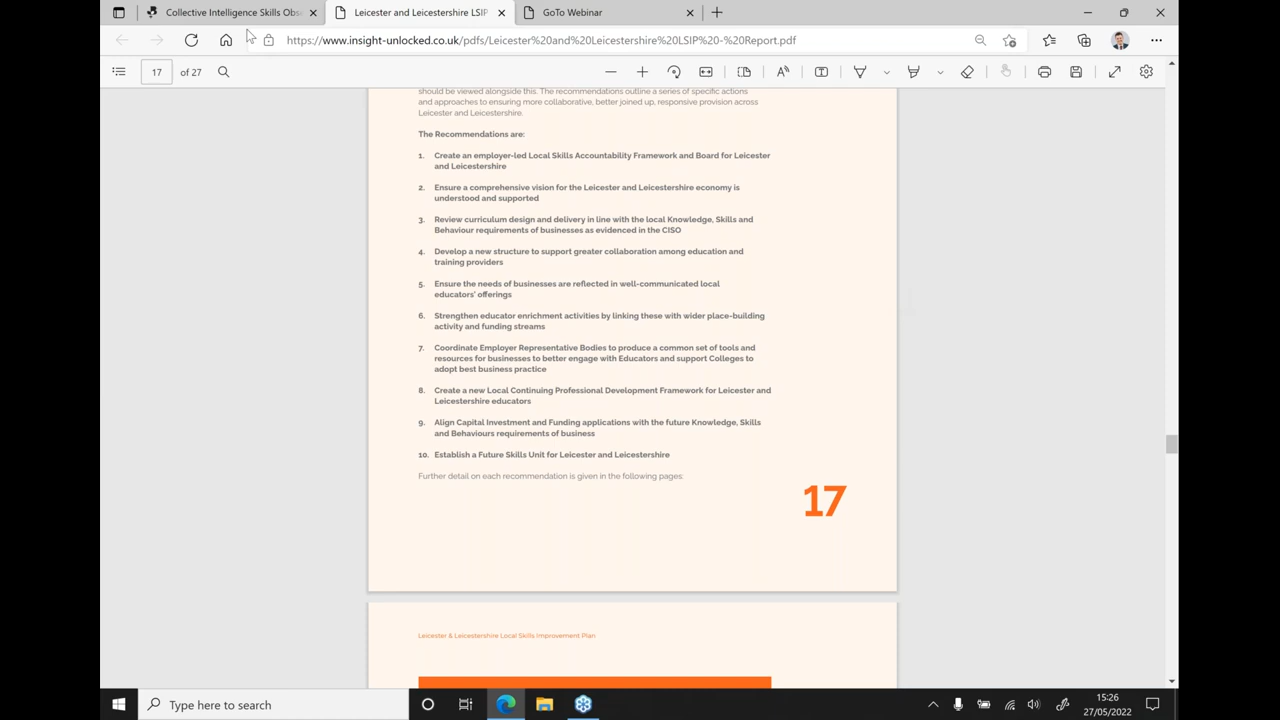 Collective Intelligence Skills Obse
Leicester and Leicestershire LSIP
GoTo Webinar
https://www.insight-unlocked.co.uk/pdfs/Leicester%20and%20Leicestershire%20LSIP%20-%20Report.pdf
17 of 27
should be viewed alongside this. The recommendations outline a series of specific actions
and approaches to ensuring more collaborative, better joined up, responsive provision across
Leicester and Leicestershire.
The Recommendations are:
1. Create an employer-led Local Skills Accountability Framework and Board for Leicester
and Leicestershire
2. Ensure a comprehensive vision for the Leicester and Leicestershire economy is
understood and supported
3. Review curriculum design and delivery in line with the local Knowledge, Skills and
Behaviour requirements of businesses as evidenced in the CISO
4. Develop a new structure to support greater collaboration among education and
training providers
5. Ensure the needs of businesses are reflected in well-communicated local
educators' offerings
6. Strengthen educator enrichment activities by linking these with wider place-building
activity and funding streams
7. Coordinate Employer Representative Bodies to produce a common set of tools and
resources for businesses to better engage with Educators and support Colleges to
adopt best business practice
8. Create a new Local Continuing Professional Development Framework for Leicester and
Leicestershire educators
9. Align Capital Investment and Funding applications with the future Knowledge, Skills
and Behaviours requirements of business
10. Establish a Future Skills Unit for Leicester and Leicestershire
Further detail on each recommendation is given in the following pages:
17
Leicester & Leicestershire Local Skills Improvement Plan
Type here to search
15:26
27/05/2022